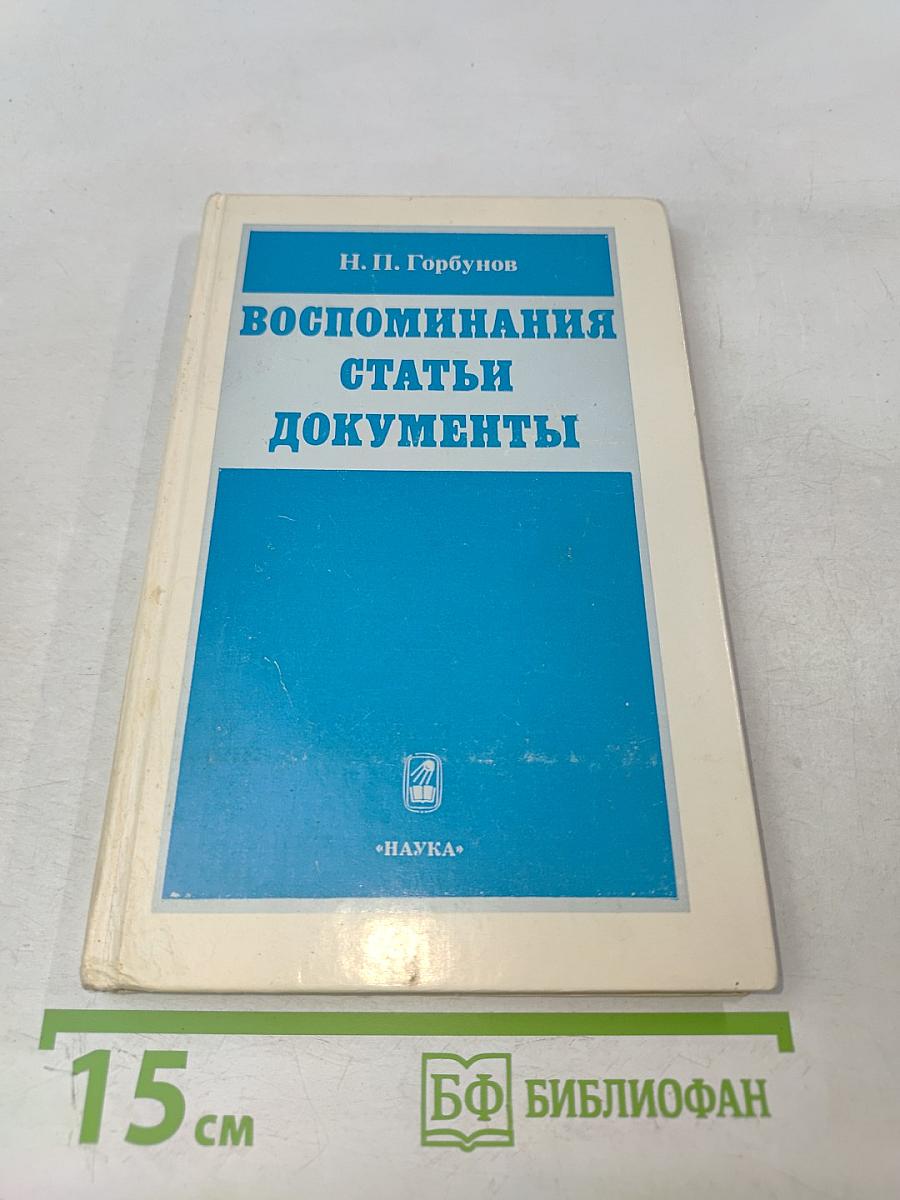 Н. П. Горбунов
ВОСПОМИНАНИЯ
СТАТЬИ
ДОКУМЕНТЫ
«НАУКА»
15 см
БФ БИБЛИОФАН